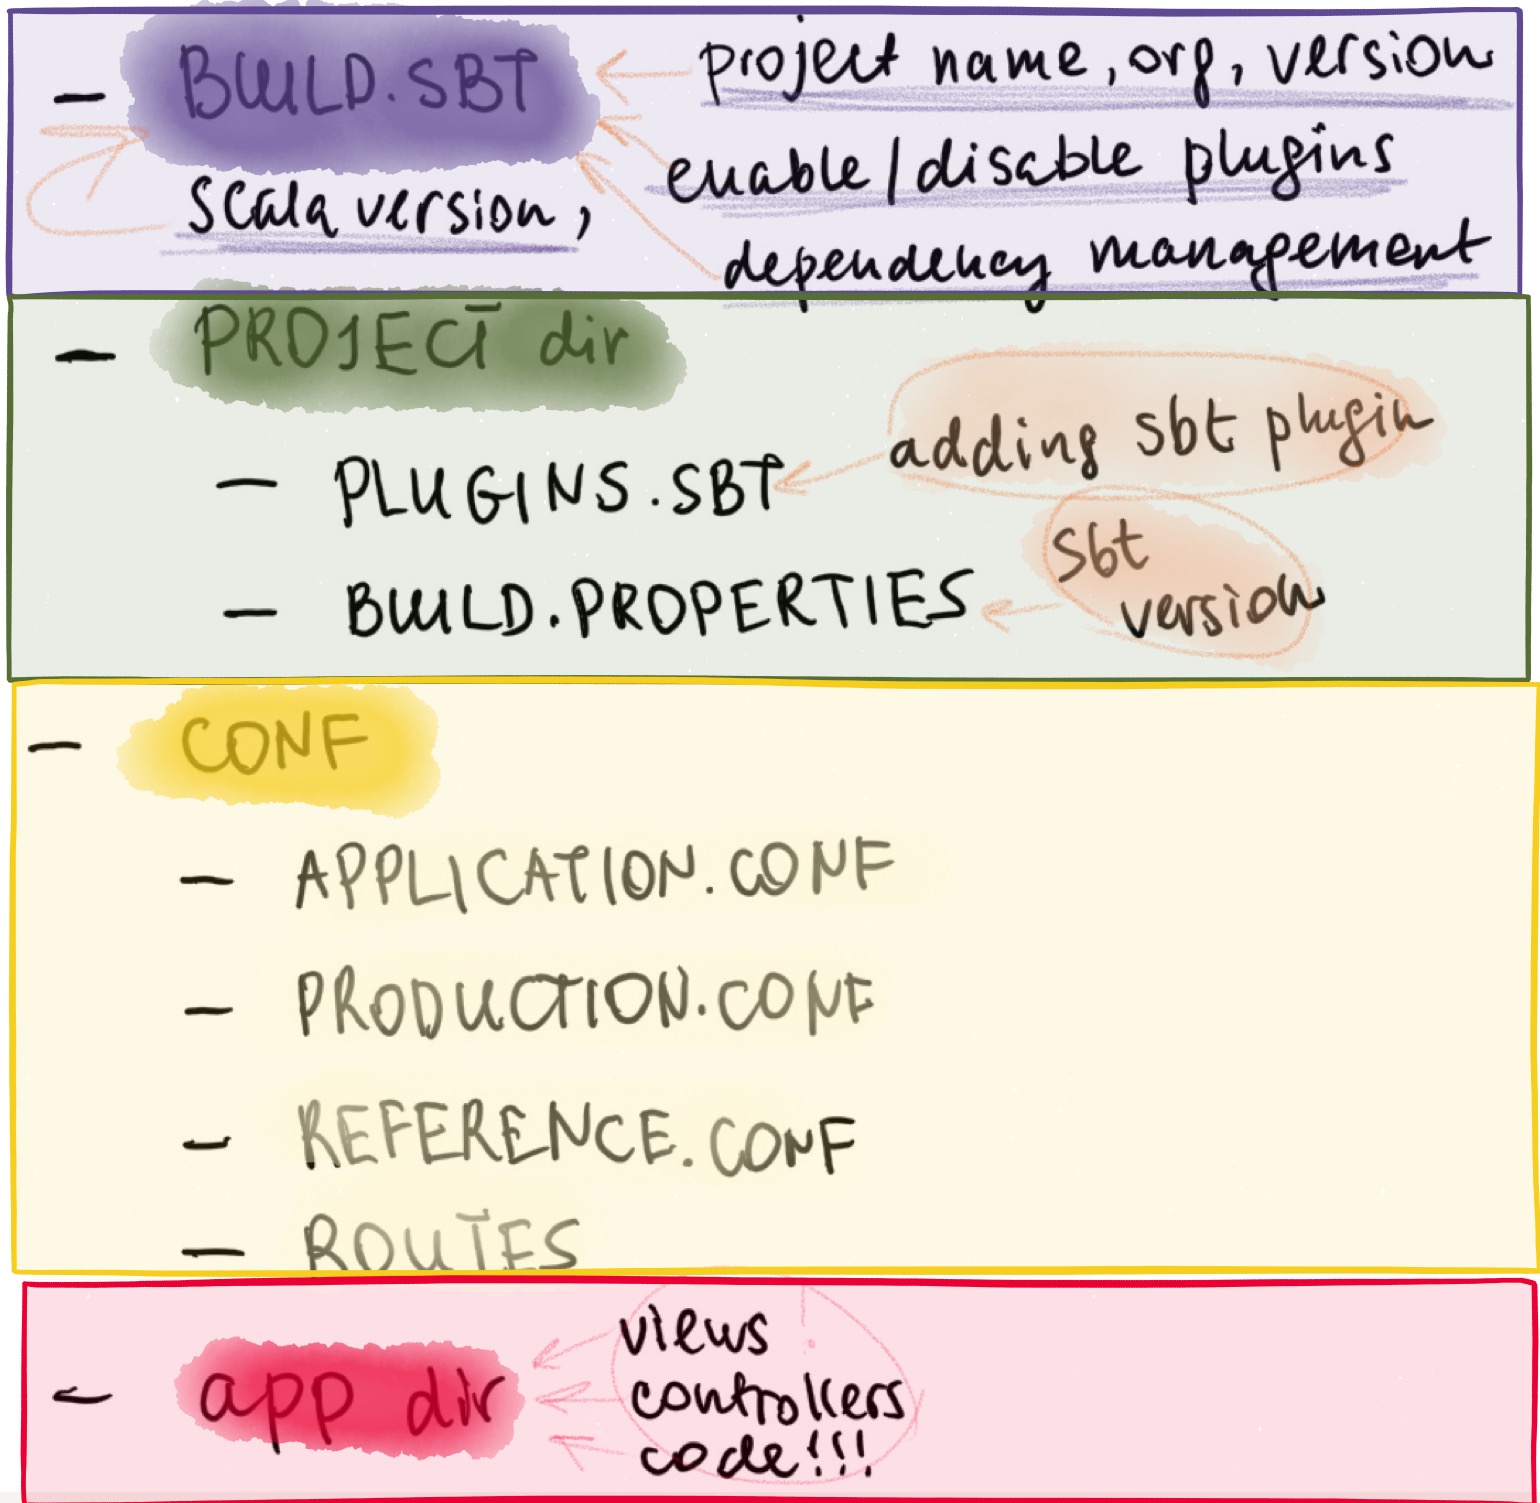 - BUILD.SBT
project name, org, version
enable/disable plugins
scala version,
dependency management
- PROJECT dir
- PLUGINS.SBT
adding sbt plugin
- BUILD.PROPERTIES
sbt
version
- CONF
- APPLICATION.CONF
- PRODUCTION.CONF
- REFERENCE.CONF
- ROUTES
- app dir
views
controllers
code!!!